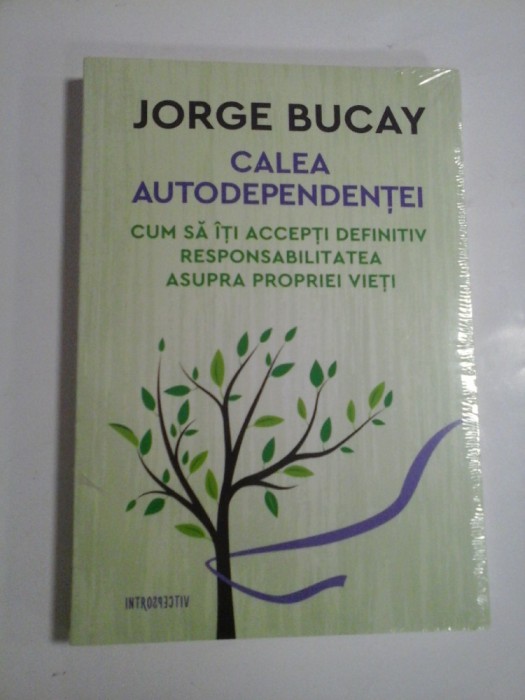 JORGE BUCAY
CALEA
AUTODEPENDENȚEI
CUM SĂ ÎȚI ACCEPȚI DEFINITIV
RESPONSABILITATEA
ASUPRA PROPRIEI VIEȚI
INTROSPECTIV